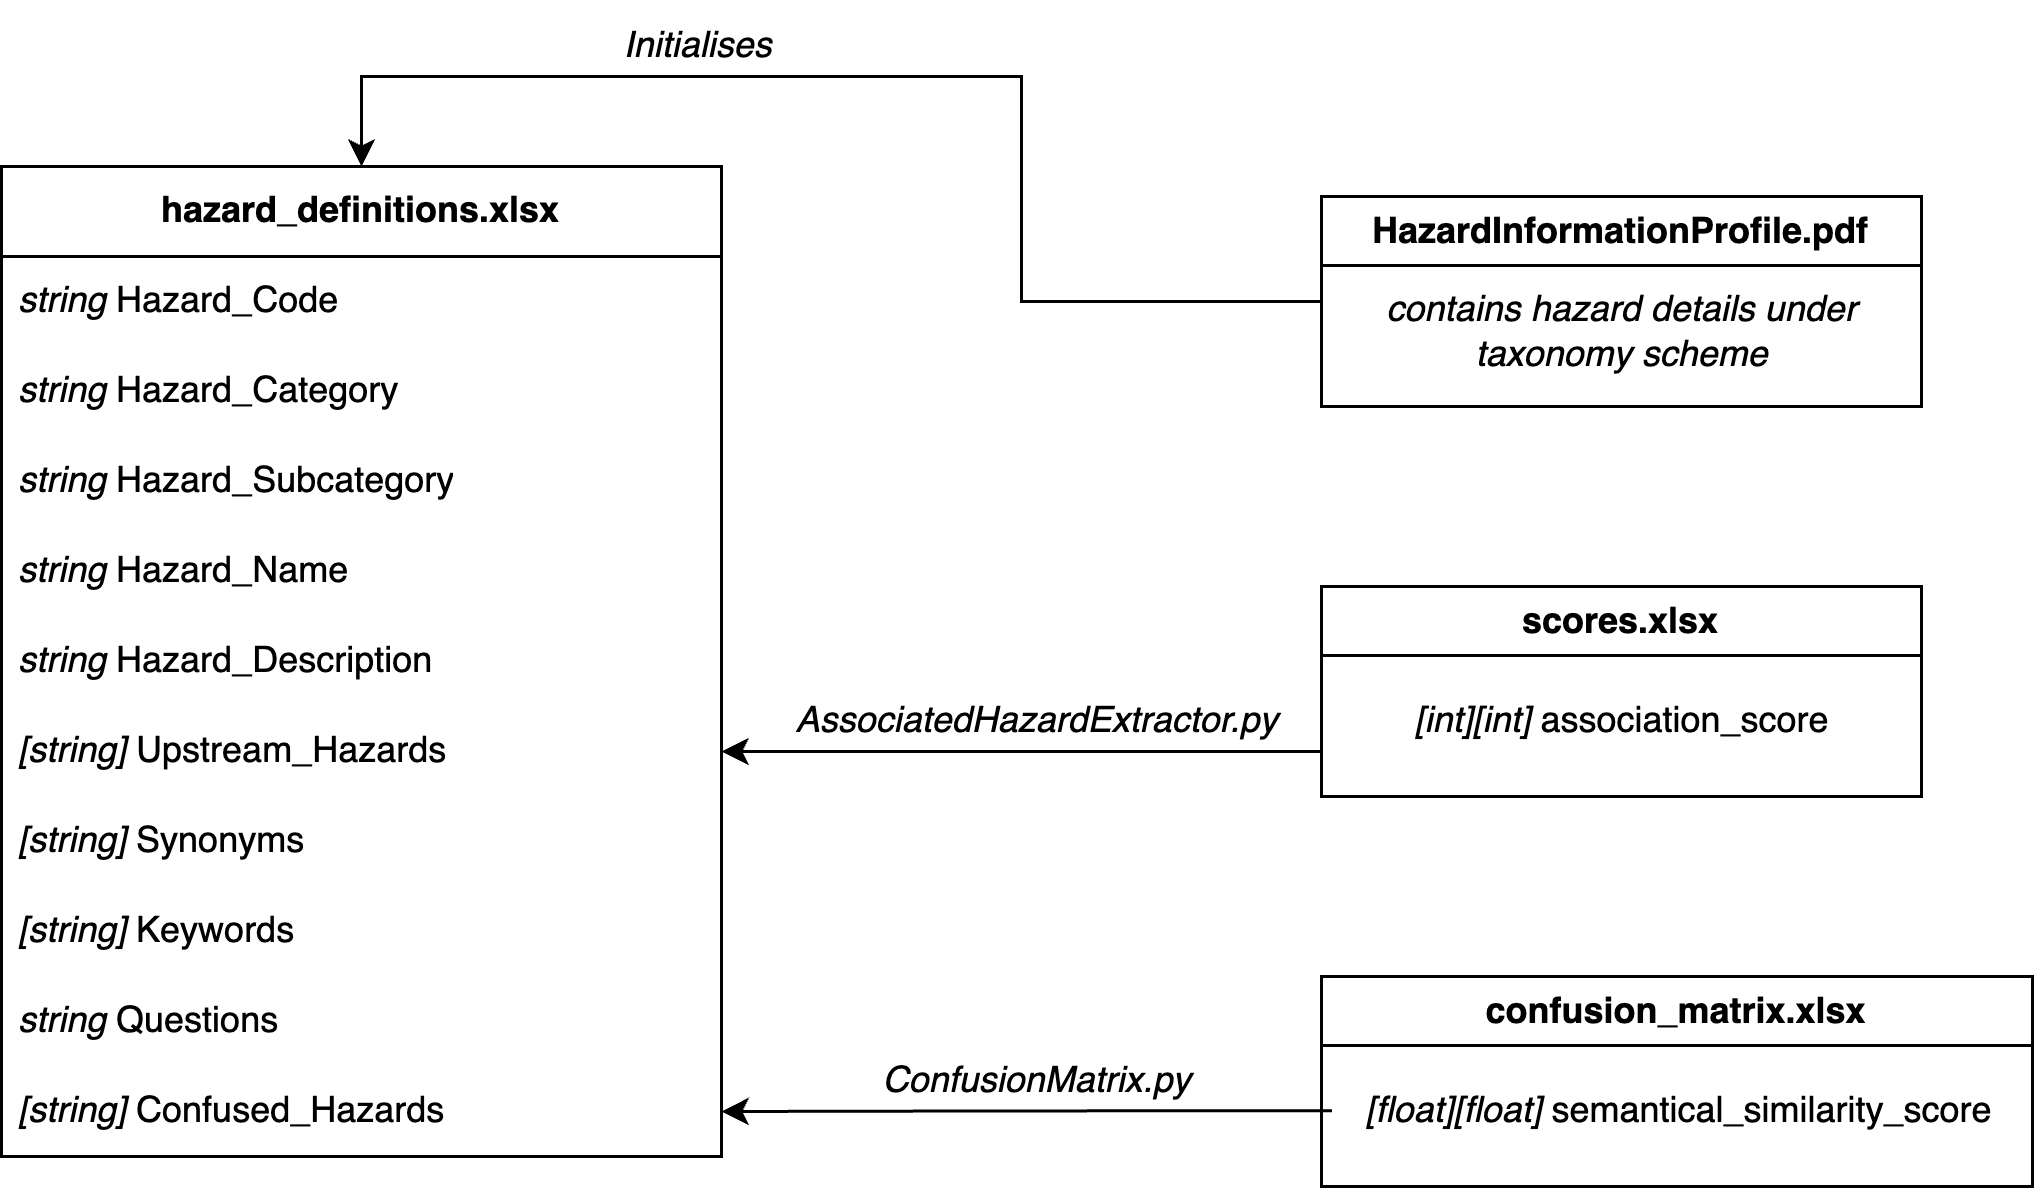 Initialises
hazard_definitions.xlsx
string Hazard_Code
string Hazard_Category
string Hazard_Subcategory
string Hazard_Name
string Hazard_Description
[string] Upstream_Hazards
[string] Synonyms
[string] Keywords
string Questions
[string] Confused_Hazards
HazardInformationProfile.pdf
contains hazard details under
taxonomy scheme
AssociatedHazardExtractor.py
scores.xlsx
[int][int] association_score
ConfusionMatrix.py
confusion_matrix.xlsx
[float][float] semantical_similarity_score